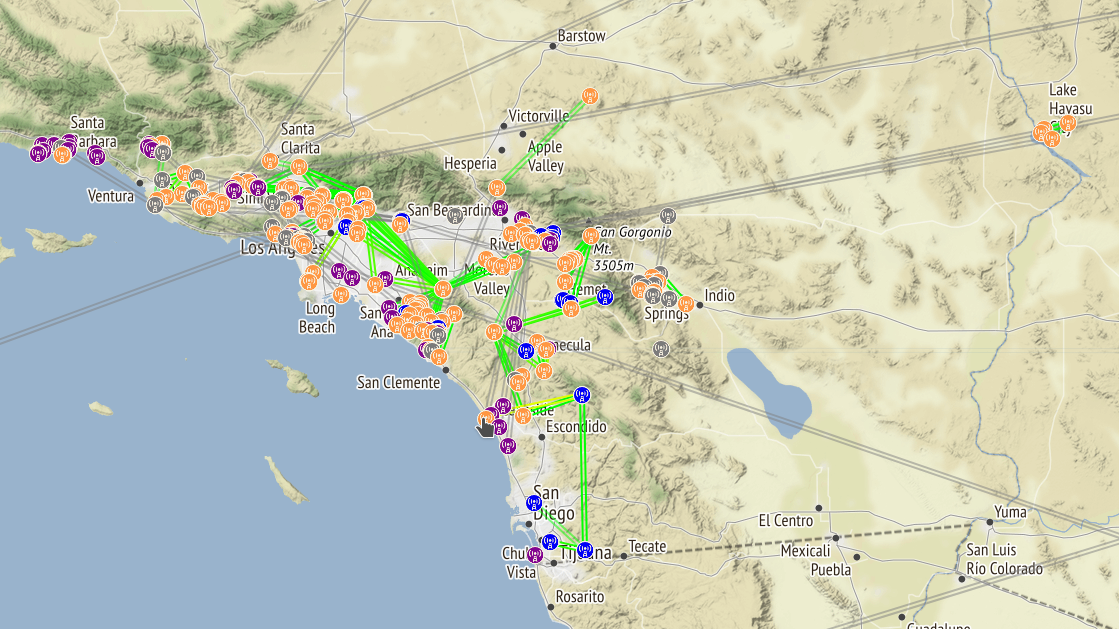 Barstow
Lake
Havasu
Victorville
Santa
Santa
Clarita
Apple
Valley
Hesperia
Ventura
San Bernardino
San Gorgonio
Mt.
3505m
Los Angeles
Anaheim
Valley
Indio
Springs
Long
Beach
San
Ana
San Clemente
Escondido
San
Diego
Yuma
El Centro
Tijuana
Tecate
Mexicali
Puebla
San Luis
Río Colorado
Chula
Vista
Rosarito
Guadalupe